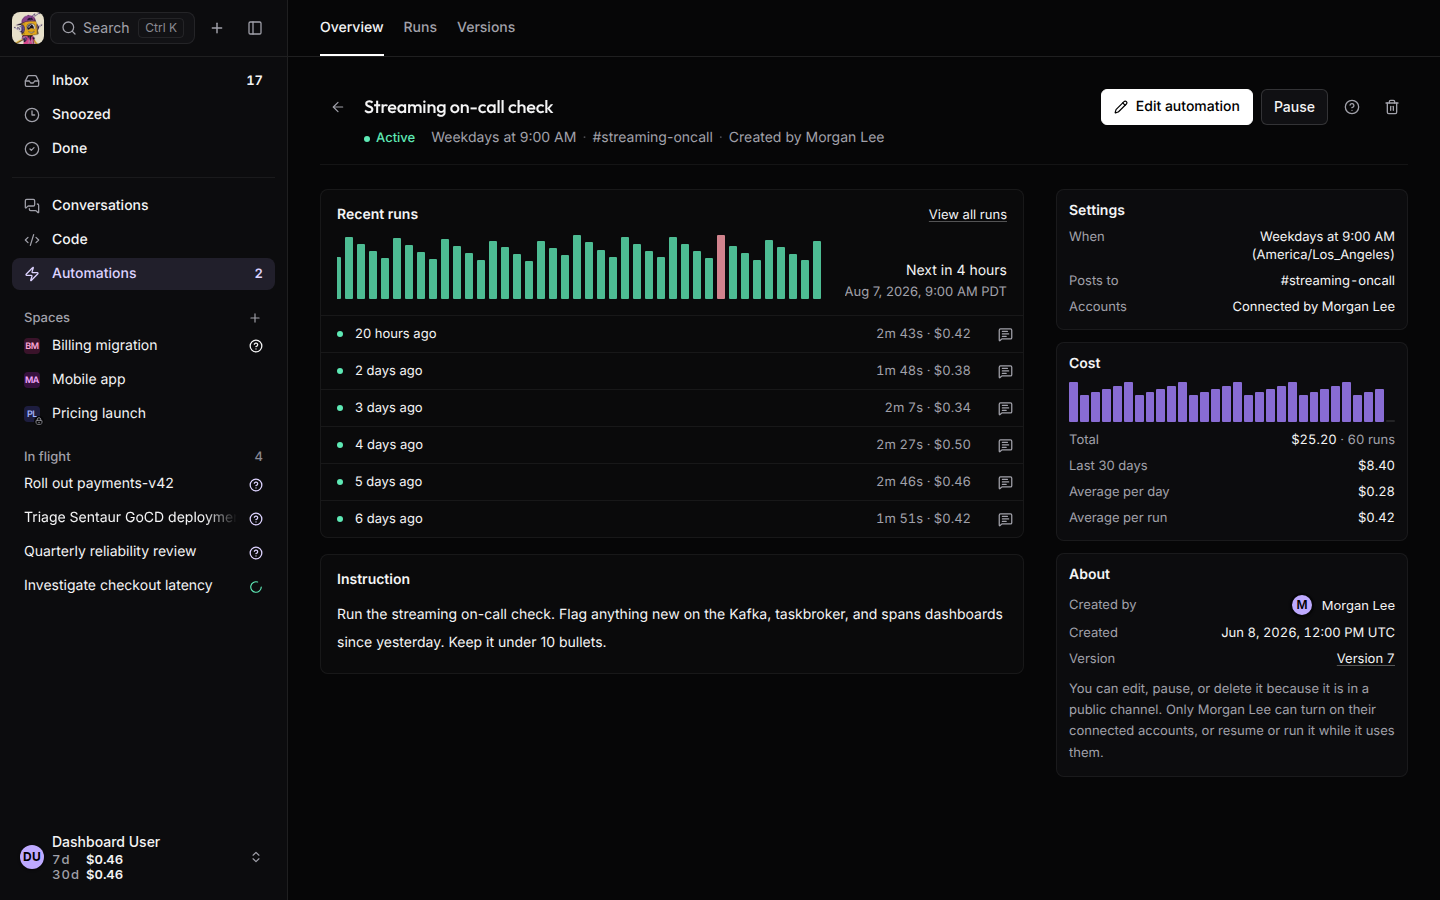 Search Ctrl K
Overview Runs Versions
Inbox 17
Snoozed
Done
Conversations
Code
Automations 2
Spaces
BM Billing migration
MA Mobile app
PL Pricing launch
In flight 4
Roll out payments-v42
Triage Sentaur GoCD deployme
Quarterly reliability review
Investigate checkout latency
DU Dashboard User
7d $0.46
30d $0.46
Streaming on-call check
Active Weekdays at 9:00 AM · #streaming-oncall · Created by Morgan Lee
Edit automation Pause
Recent runs View all runs
Next in 4 hours
Aug 7, 2026, 9:00 AM PDT
20 hours ago 2m 43s · $0.42
2 days ago 1m 48s · $0.38
3 days ago 2m 7s · $0.34
4 days ago 2m 27s · $0.50
5 days ago 2m 46s · $0.46
6 days ago 1m 51s · $0.42
Instruction
Run the streaming on-call check. Flag anything new on the Kafka, taskbroker, and spans dashboards
since yesterday. Keep it under 10 bullets.
Settings
When Weekdays at 9:00 AM
(America/Los_Angeles)
Posts to #streaming-oncall
Accounts Connected by Morgan Lee
Cost
Total $25.20 · 60 runs
Last 30 days $8.40
Average per day $0.28
Average per run $0.42
About
Created by M Morgan Lee
Created Jun 8, 2026, 12:00 PM UTC
Version Version 7
You can edit, pause, or delete it because it is in a
public channel. Only Morgan Lee can turn on their
connected accounts, or resume or run it while it uses
them.